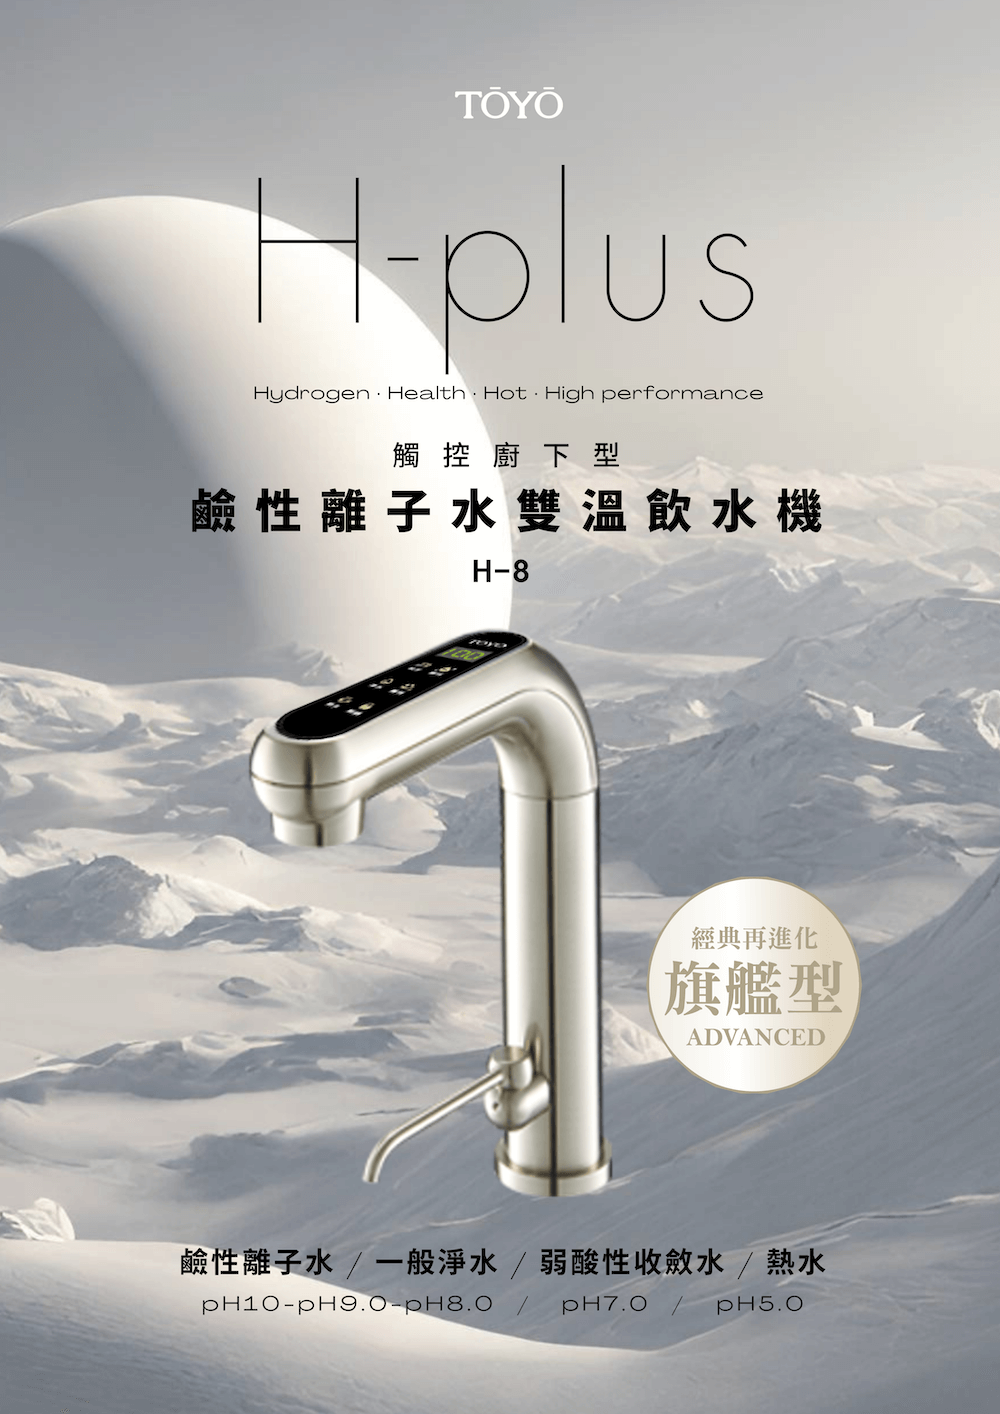 TŌYŌ
H-plus
Hydrogen · Health · Hot · High performance
觸控廚下型
鹼性離子水雙溫飲水機
H-8
TOYO
100
經典再進化
旗艦型
ADVANCED
鹼性離子水 / 一般淨水 / 弱酸性收斂水 / 熱水
pH10-pH9.0-pH8.0 / pH7.0 / pH5.0